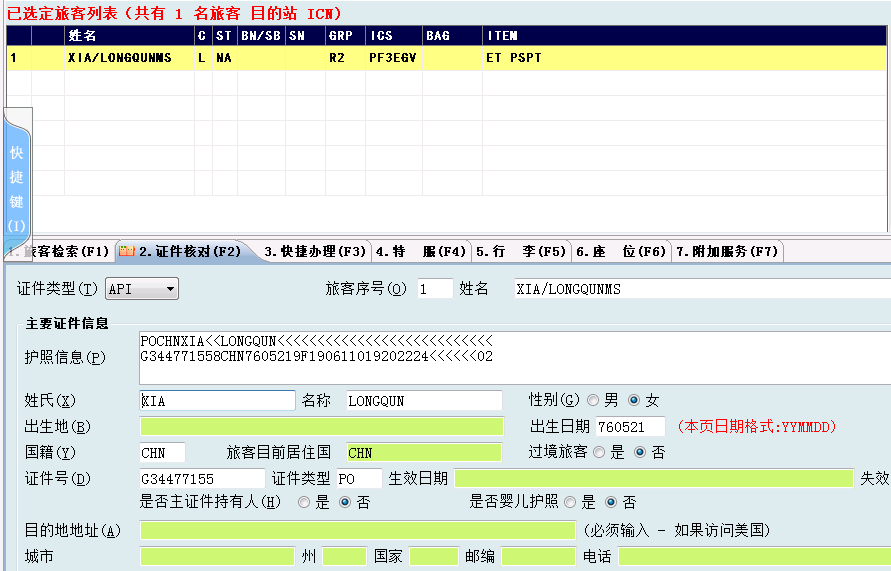 已选定旅客列表(共有 1 名旅客 目的站 ICN)
姓名 C ST BN/SB SN GRP ICS BAG ITEM
1 XIA/LONGQUNMS L NA R2 PF3EGV ET PSPT
快捷键(I)
1.旅客检索(F1) 2.证件核对(F2) 3.快捷办理(F3) 4.特 服(F4) 5.行 李(F5) 6.座 位(F6) 7.附加服务(F7)
证件类型(T) API 旅客序号(O) 1 姓名 XIA/LONGQUNMS
主要证件信息
POCHNXIA<<LONGQUN<<<<<<<<<<<<<<<<<<<<<<<<<<<
护照信息(P) G344771558CHN7605219F190611019202224<<<<<<02
姓氏(X) XIA 名称 LONGQUN 性别(G) 男 女
出生地(B) 出生日期 760521 (本页日期格式:YYMMDD)
国籍(Y) CHN 旅客目前居住国 CHN 过境旅客 是 否
证件号(D) G34477155 证件类型 PO 生效日期 失效
是否主证件持有人(H) 是 否 是否婴儿护照 是 否
目的地地址(A) (必须输入 - 如果访问美国)
城市 州 国家 邮编 电话